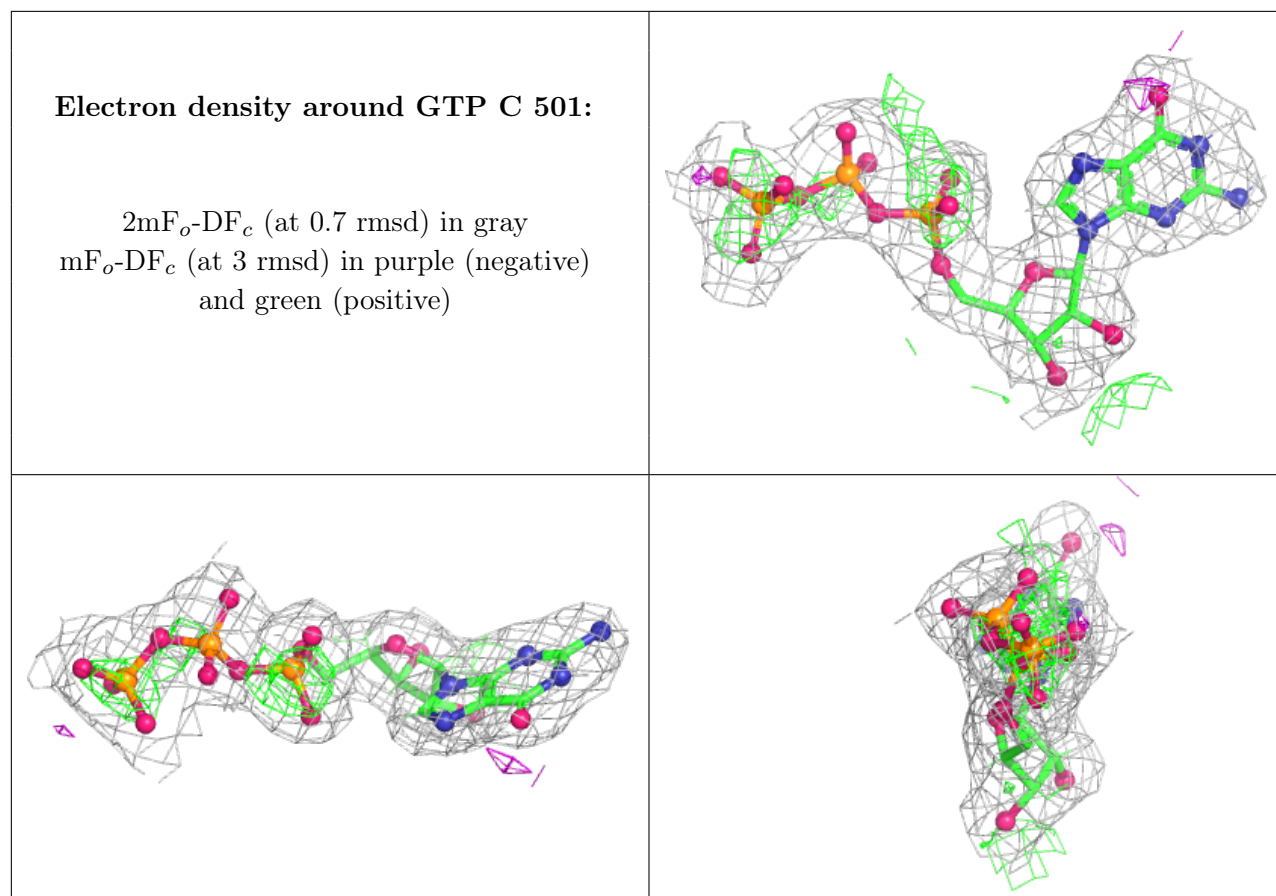 Electron density around GTP C 501:
2mFₒ-DF𝒸 (at 0.7 rmsd) in gray
mFₒ-DF𝒸 (at 3 rmsd) in purple (negative)
and green (positive)